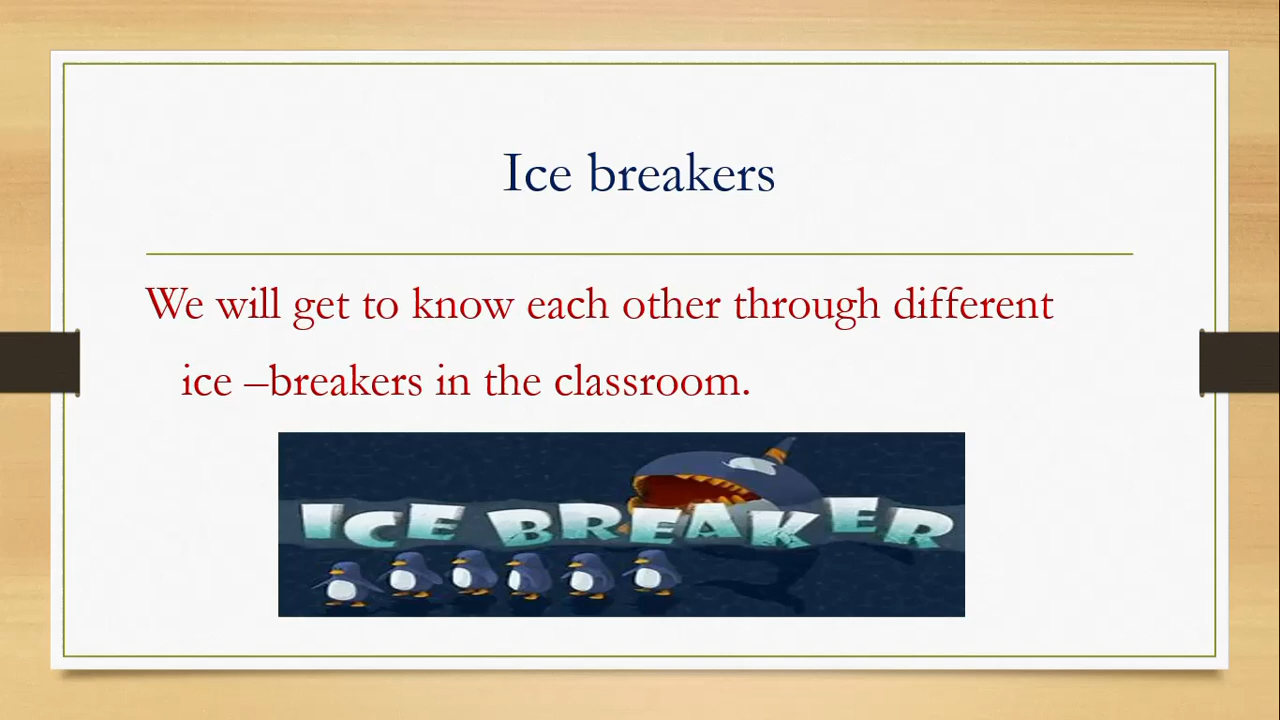 Ice breakers
We will get to know each other through different
ice –breakers in the classroom.
ICE BREAKER